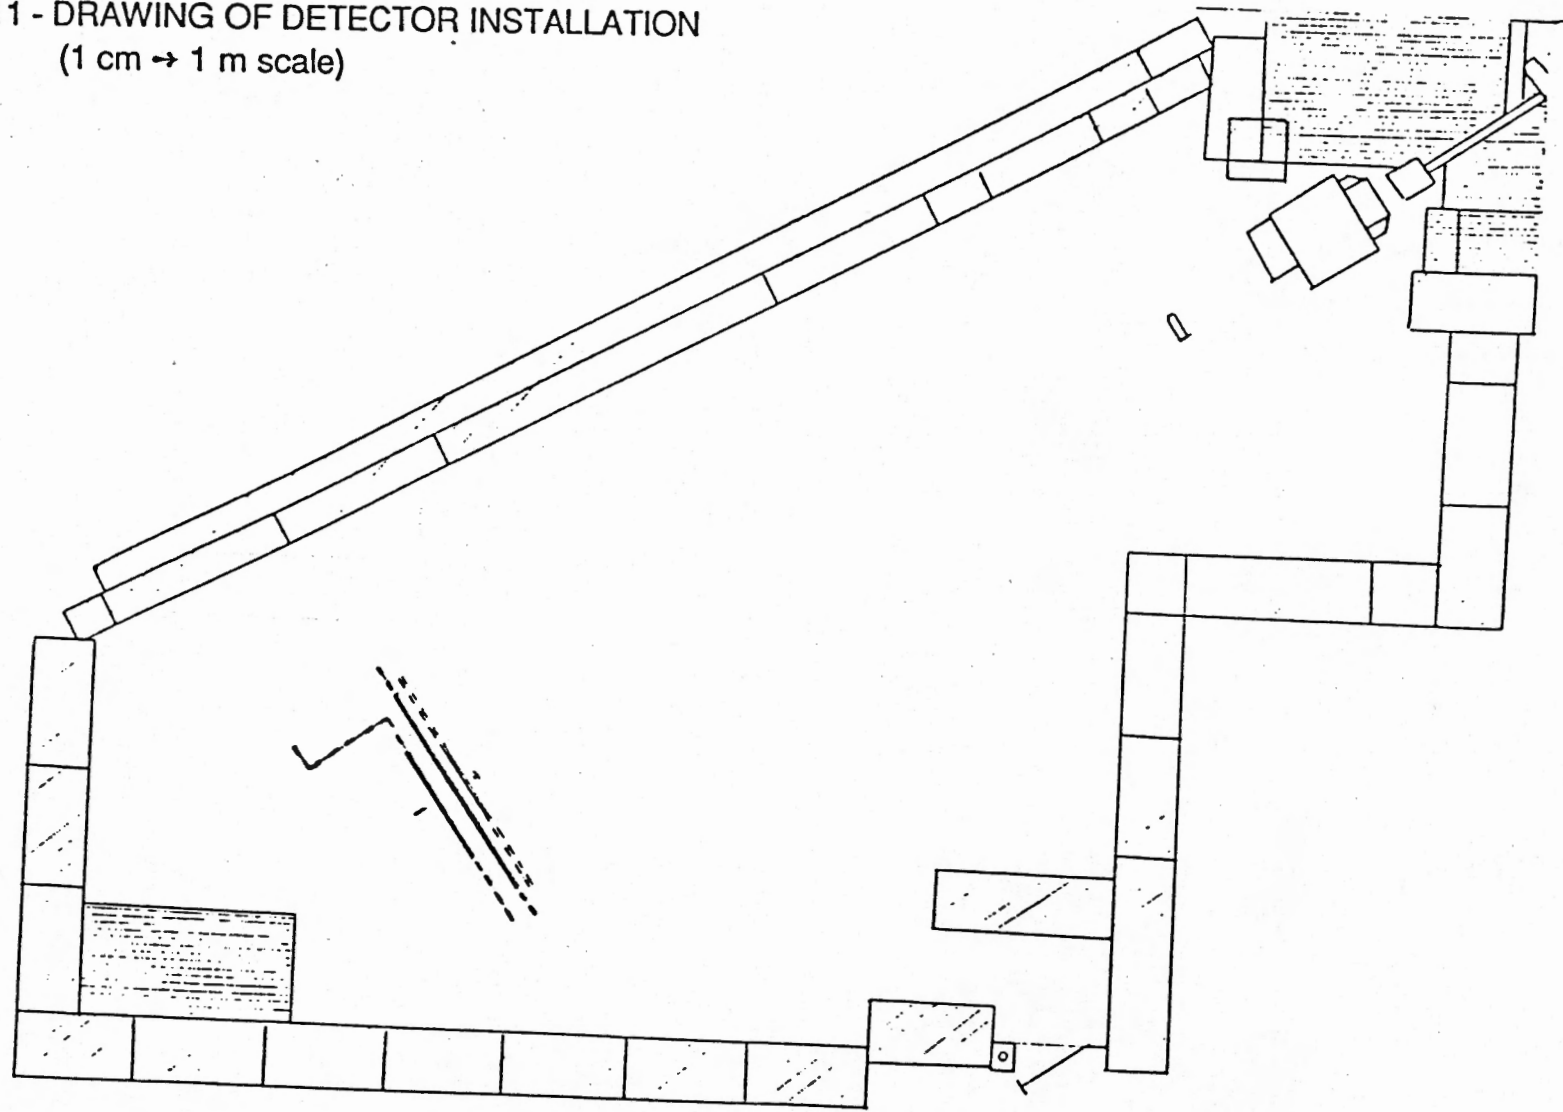 1 - DRAWING OF DETECTOR INSTALLATION
(1 cm → 1 m scale)